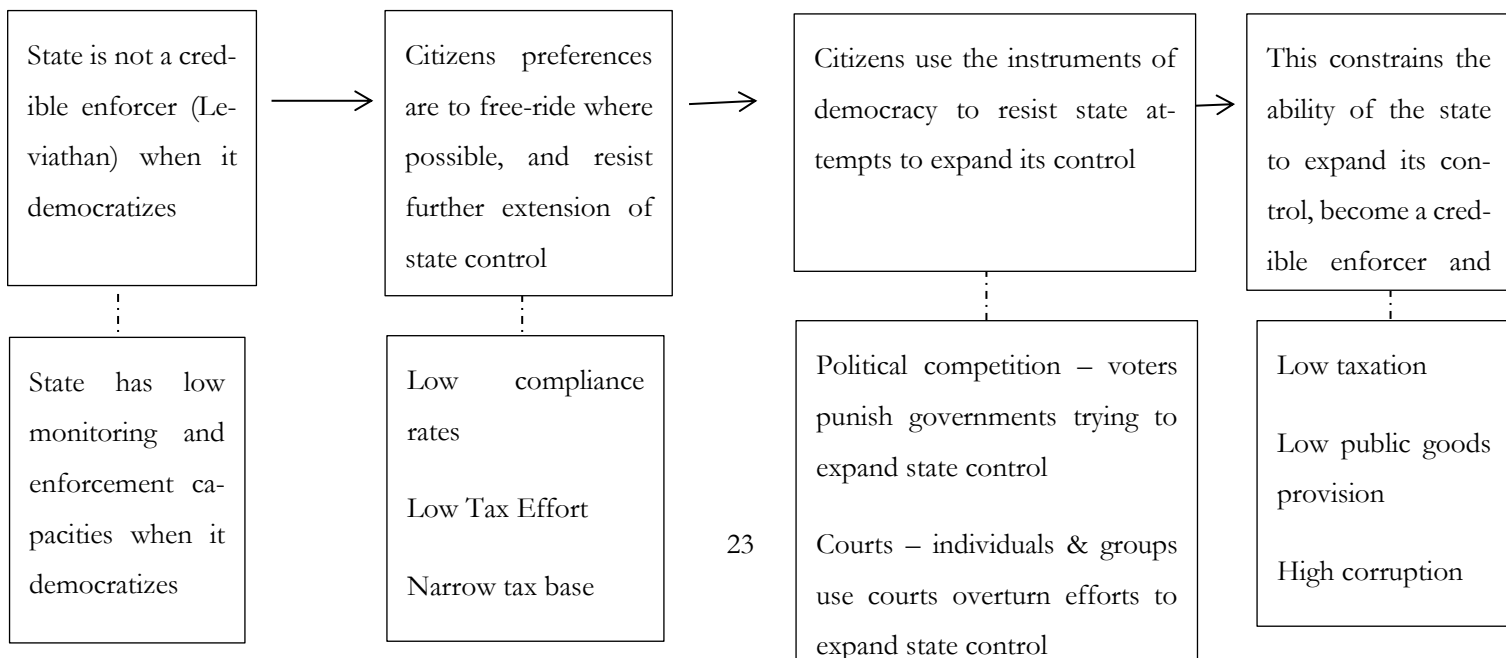 State is not a cred-
ible enforcer (Le-
viathan) when it
democratizes
Citizens preferences
are to free-ride where
possible, and resist
further extension of
state control
Citizens use the instruments of
democracy to resist state at-
tempts to expand its control
This constrains the
ability of the state
to expand its con-
trol, become a cred-
ible enforcer and
State has low
monitoring and
enforcement ca-
pacities when it
democratizes
Low compliance
rates
Low Tax Effort
Narrow tax base
23
Political competition – voters
punish governments trying to
expand state control
Courts – individuals & groups
use courts overturn efforts to
expand state control
Low taxation
Low public goods
provision
High corruption